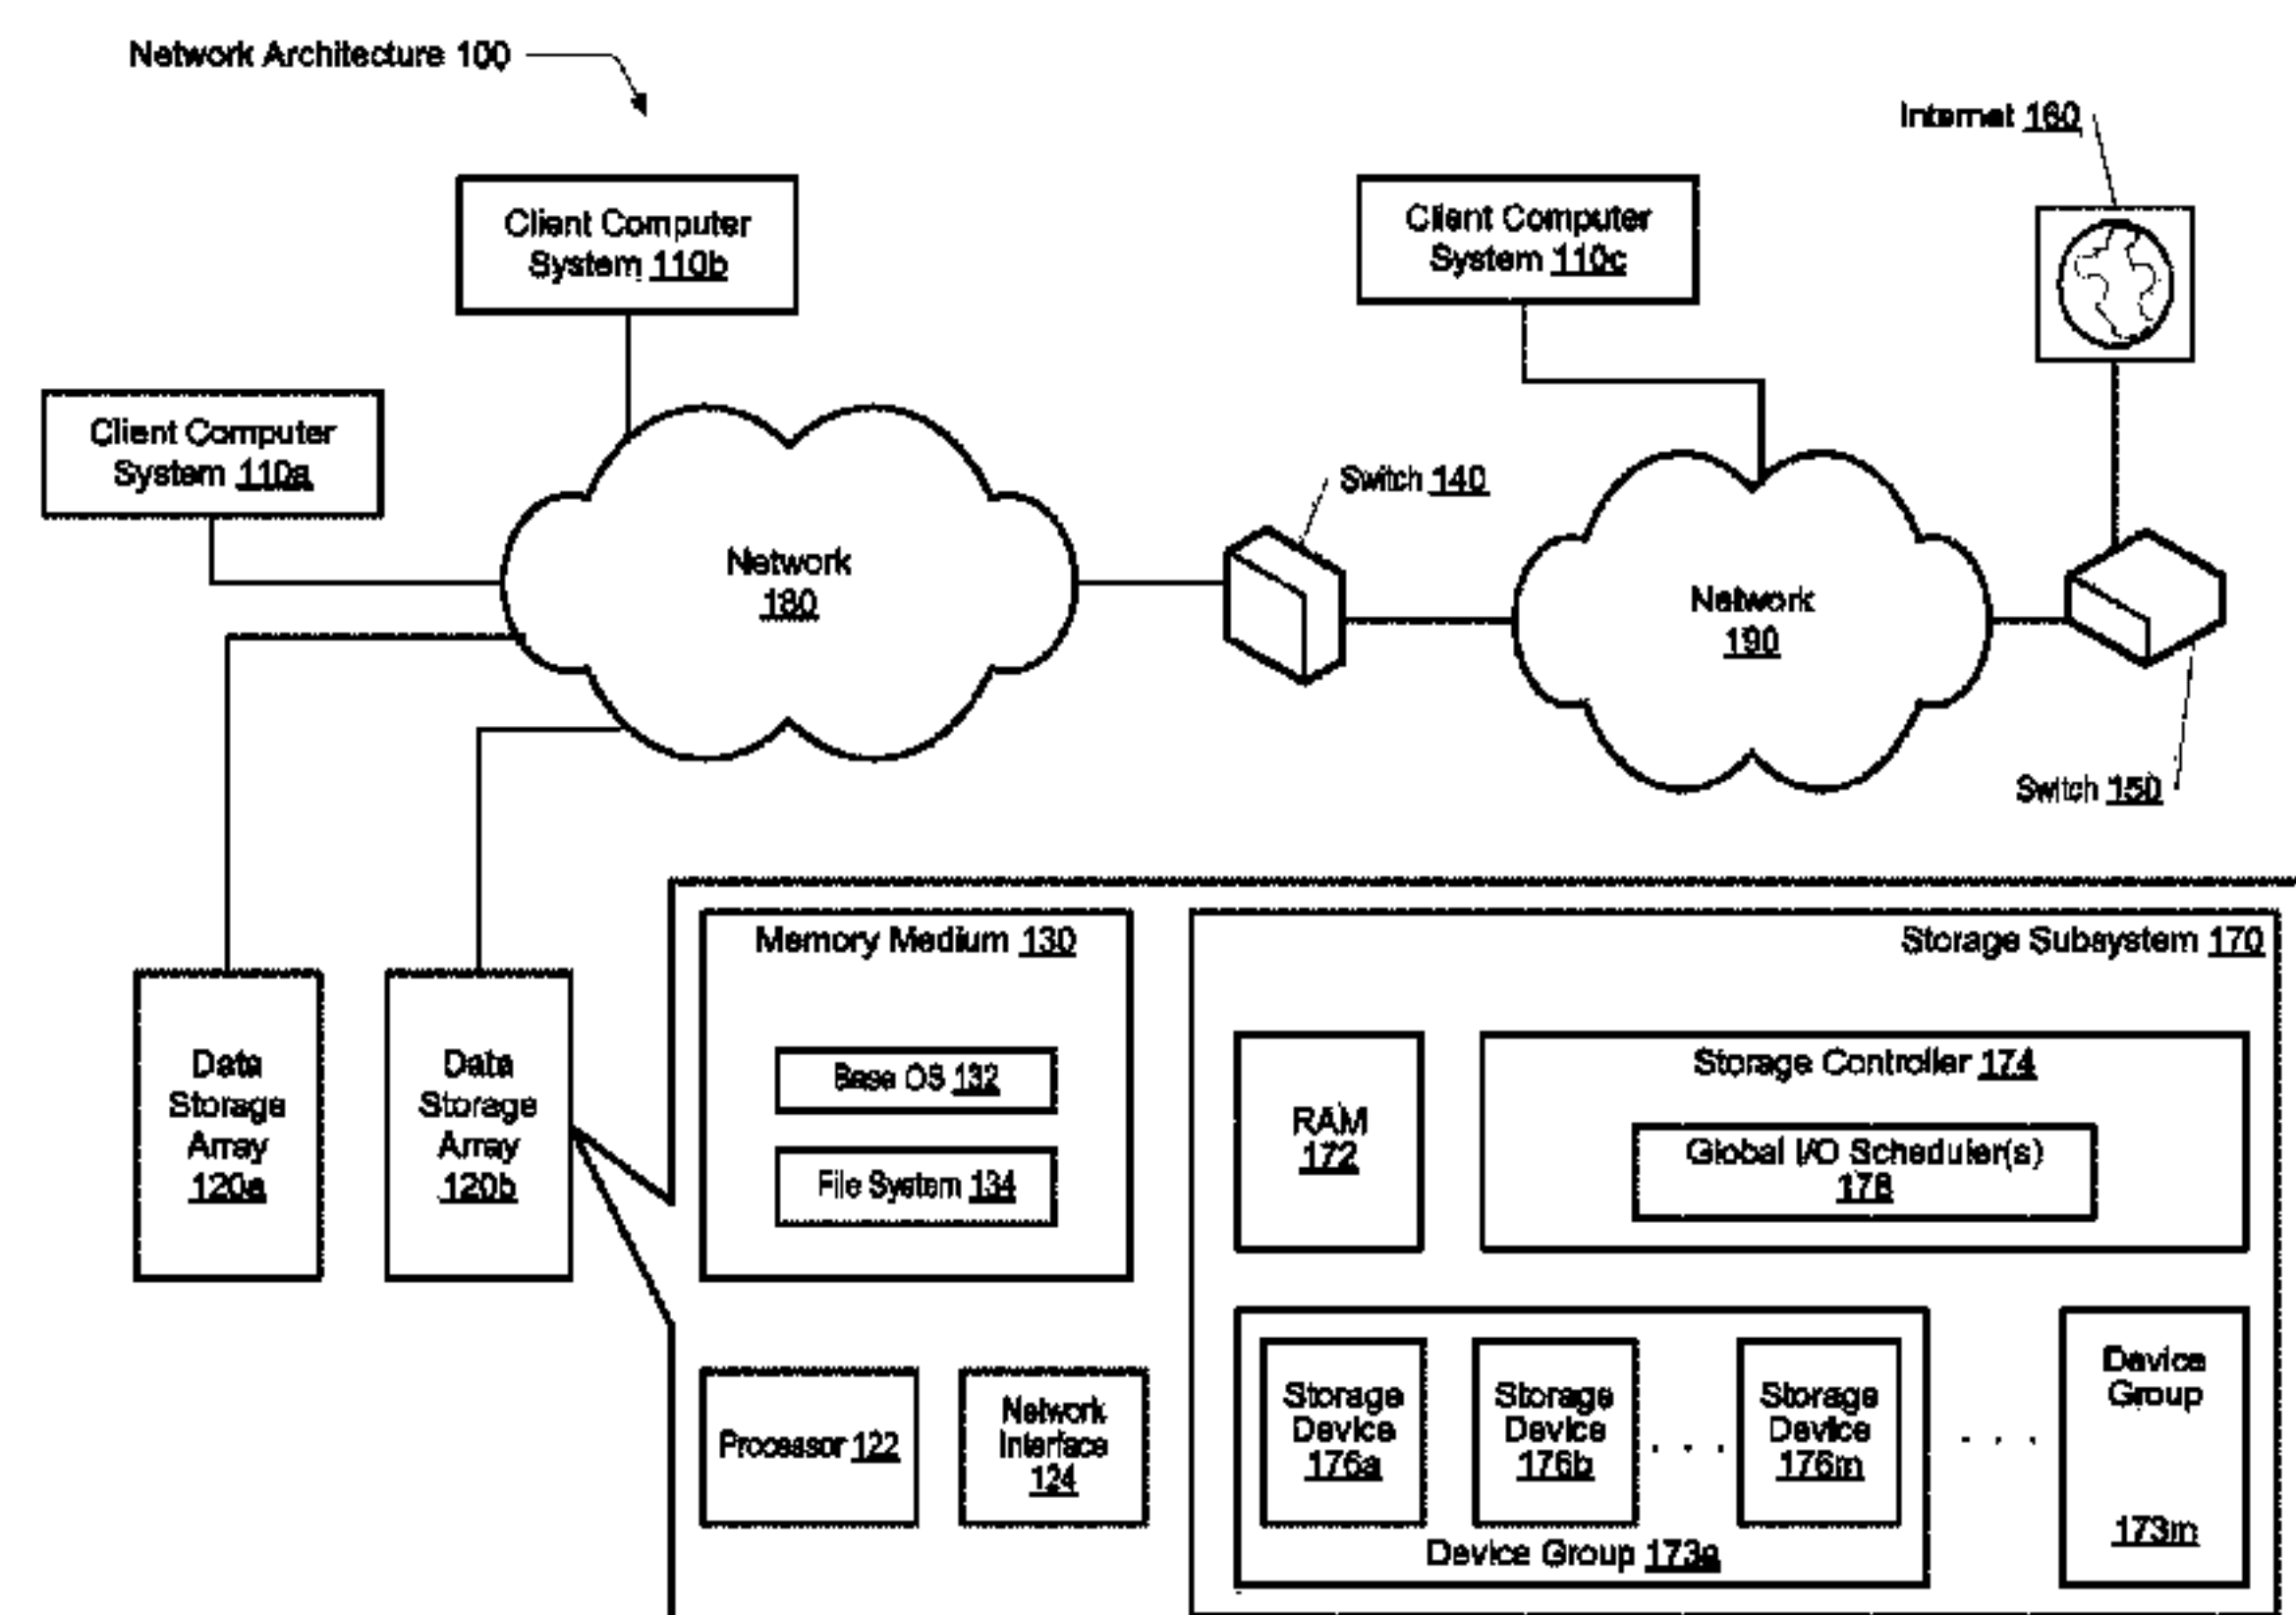 Network Architecture 100
Internet 160
Client Computer
System 110b
Client Computer
System 110c
Client Computer
System 110a
Switch 140
Network
180
Network
190
Switch 150
Memory Medium 130
Storage Subsystem 170
Data
Storage
Array
120a
Data
Storage
Array
120b
Base OS 132
File System 134
RAM
172
Storage Controller 174
Global I/O Scheduler(s)
178
Processor 122
Network
Interface
124
Storage
Device
176a
Storage
Device
176b
. . .
Storage
Device
176m
Device Group 173a
. . .
Device
Group
173m